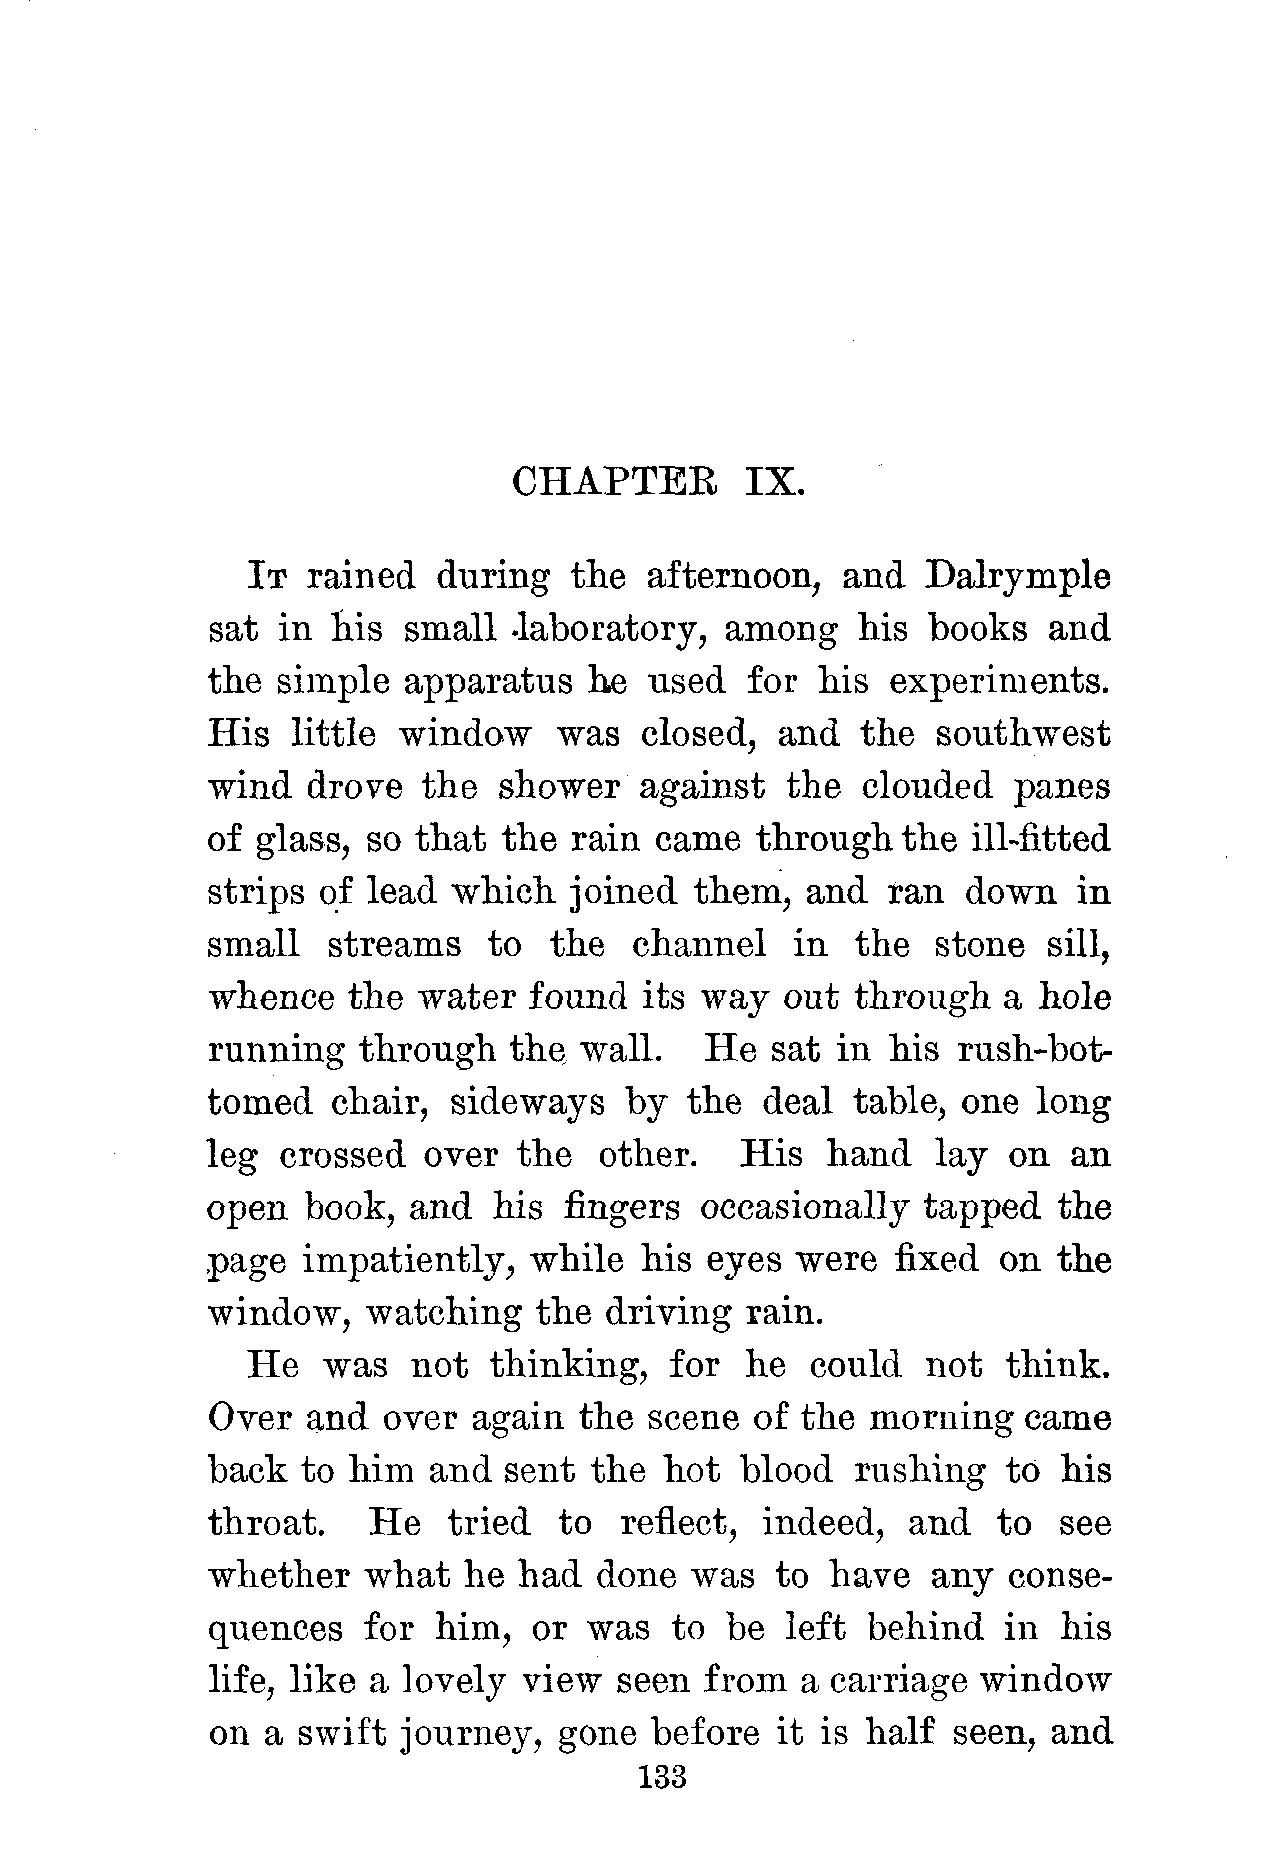 CHAPTER IX.
IT rained during the afternoon, and Dalrymple
sat in his small laboratory, among his books and
the simple apparatus he used for his experiments.
His little window was closed, and the southwest
wind drove the shower against the clouded panes
of glass, so that the rain came through the ill-fitted
strips of lead which joined them, and ran down in
small streams to the channel in the stone sill,
whence the water found its way out through a hole
running through the wall. He sat in his rush-bot-
tomed chair, sideways by the deal table, one long
leg crossed over the other. His hand lay on an
open book, and his fingers occasionally tapped the
page impatiently, while his eyes were fixed on the
window, watching the driving rain.
He was not thinking, for he could not think.
Over and over again the scene of the morning came
back to him and sent the hot blood rushing to his
throat. He tried to reflect, indeed, and to see
whether what he had done was to have any conse-
quences for him, or was to be left behind in his
life, like a lovely view seen from a carriage window
on a swift journey, gone before it is half seen, and
133